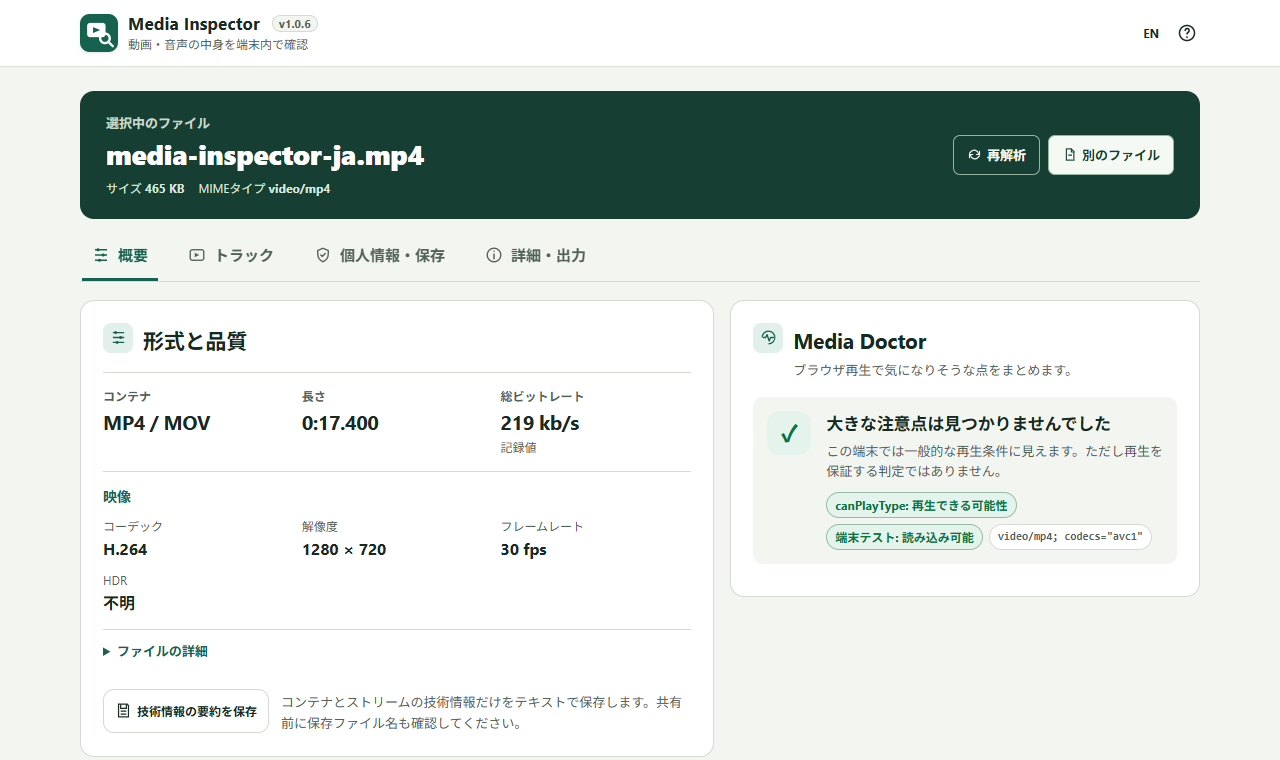 Media Inspector v1.0.6
動画・音声の中身を端末内で確認
EN
選択中のファイル
media-inspector-ja.mp4
サイズ 465 KB MIMEタイプ video/mp4
再解析
別のファイル
概要
トラック
個人情報・保存
詳細・出力
形式と品質
コンテナ
MP4 / MOV
長さ
0:17.400
総ビットレート
219 kb/s
記録値
映像
コーデック
H.264
解像度
1280 × 720
フレームレート
30 fps
HDR
不明
ファイルの詳細
技術情報の要約を保存
コンテナとストリームの技術情報だけをテキストで保存します。共有
前に保存ファイル名も確認してください。
Media Doctor
ブラウザ再生で気になりそうな点をまとめます。
大きな注意点は見つかりませんでした
この端末では一般的な再生条件に見えます。ただし再生を
保証する判定ではありません。
canPlayType: 再生できる可能性
端末テスト: 読み込み可能
video/mp4; codecs="avc1"